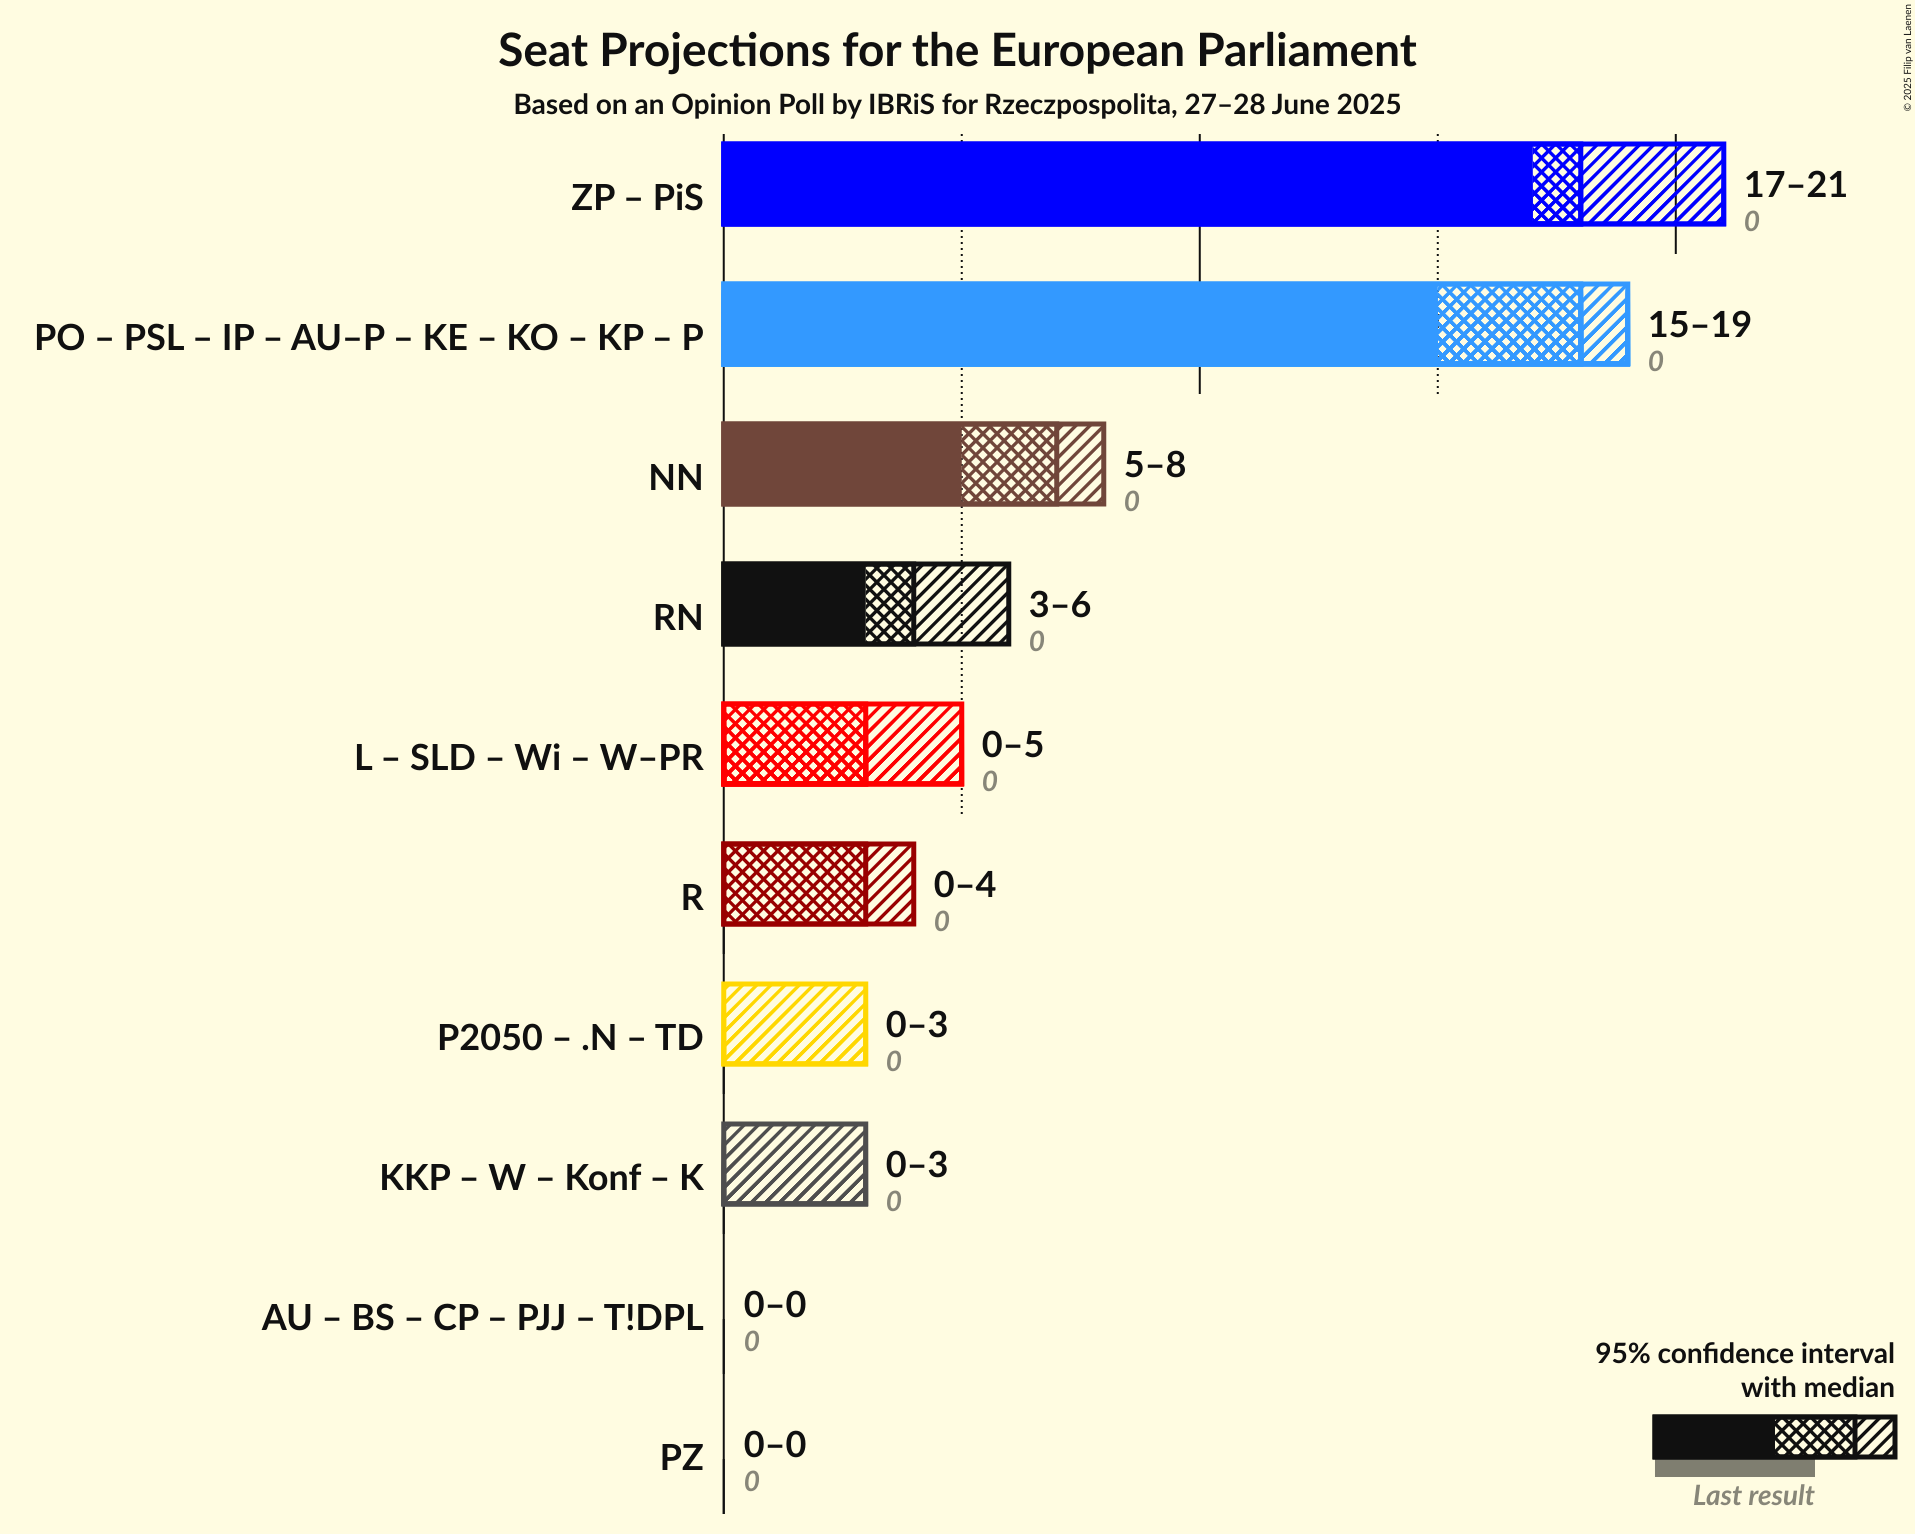 Seat Projections for the European Parliament
Based on an Opinion Poll by IBRiS for Rzeczpospolita, 27–28 June 2025
© 2025 Filip van Laenen
ZP – PiS
17–21
0
PO – PSL – IP – AU–P – KE – KO – KP – P
15–19
0
NN
5–8
0
RN
3–6
0
L – SLD – Wi – W–PR
0–5
0
R
0–4
0
P2050 – .N – TD
0–3
0
KKP – W – Konf – K
0–3
0
AU – BS – CP – PJJ – T!DPL
0–0
0
PZ
0–0
0
95% confidence interval
with median
Last result